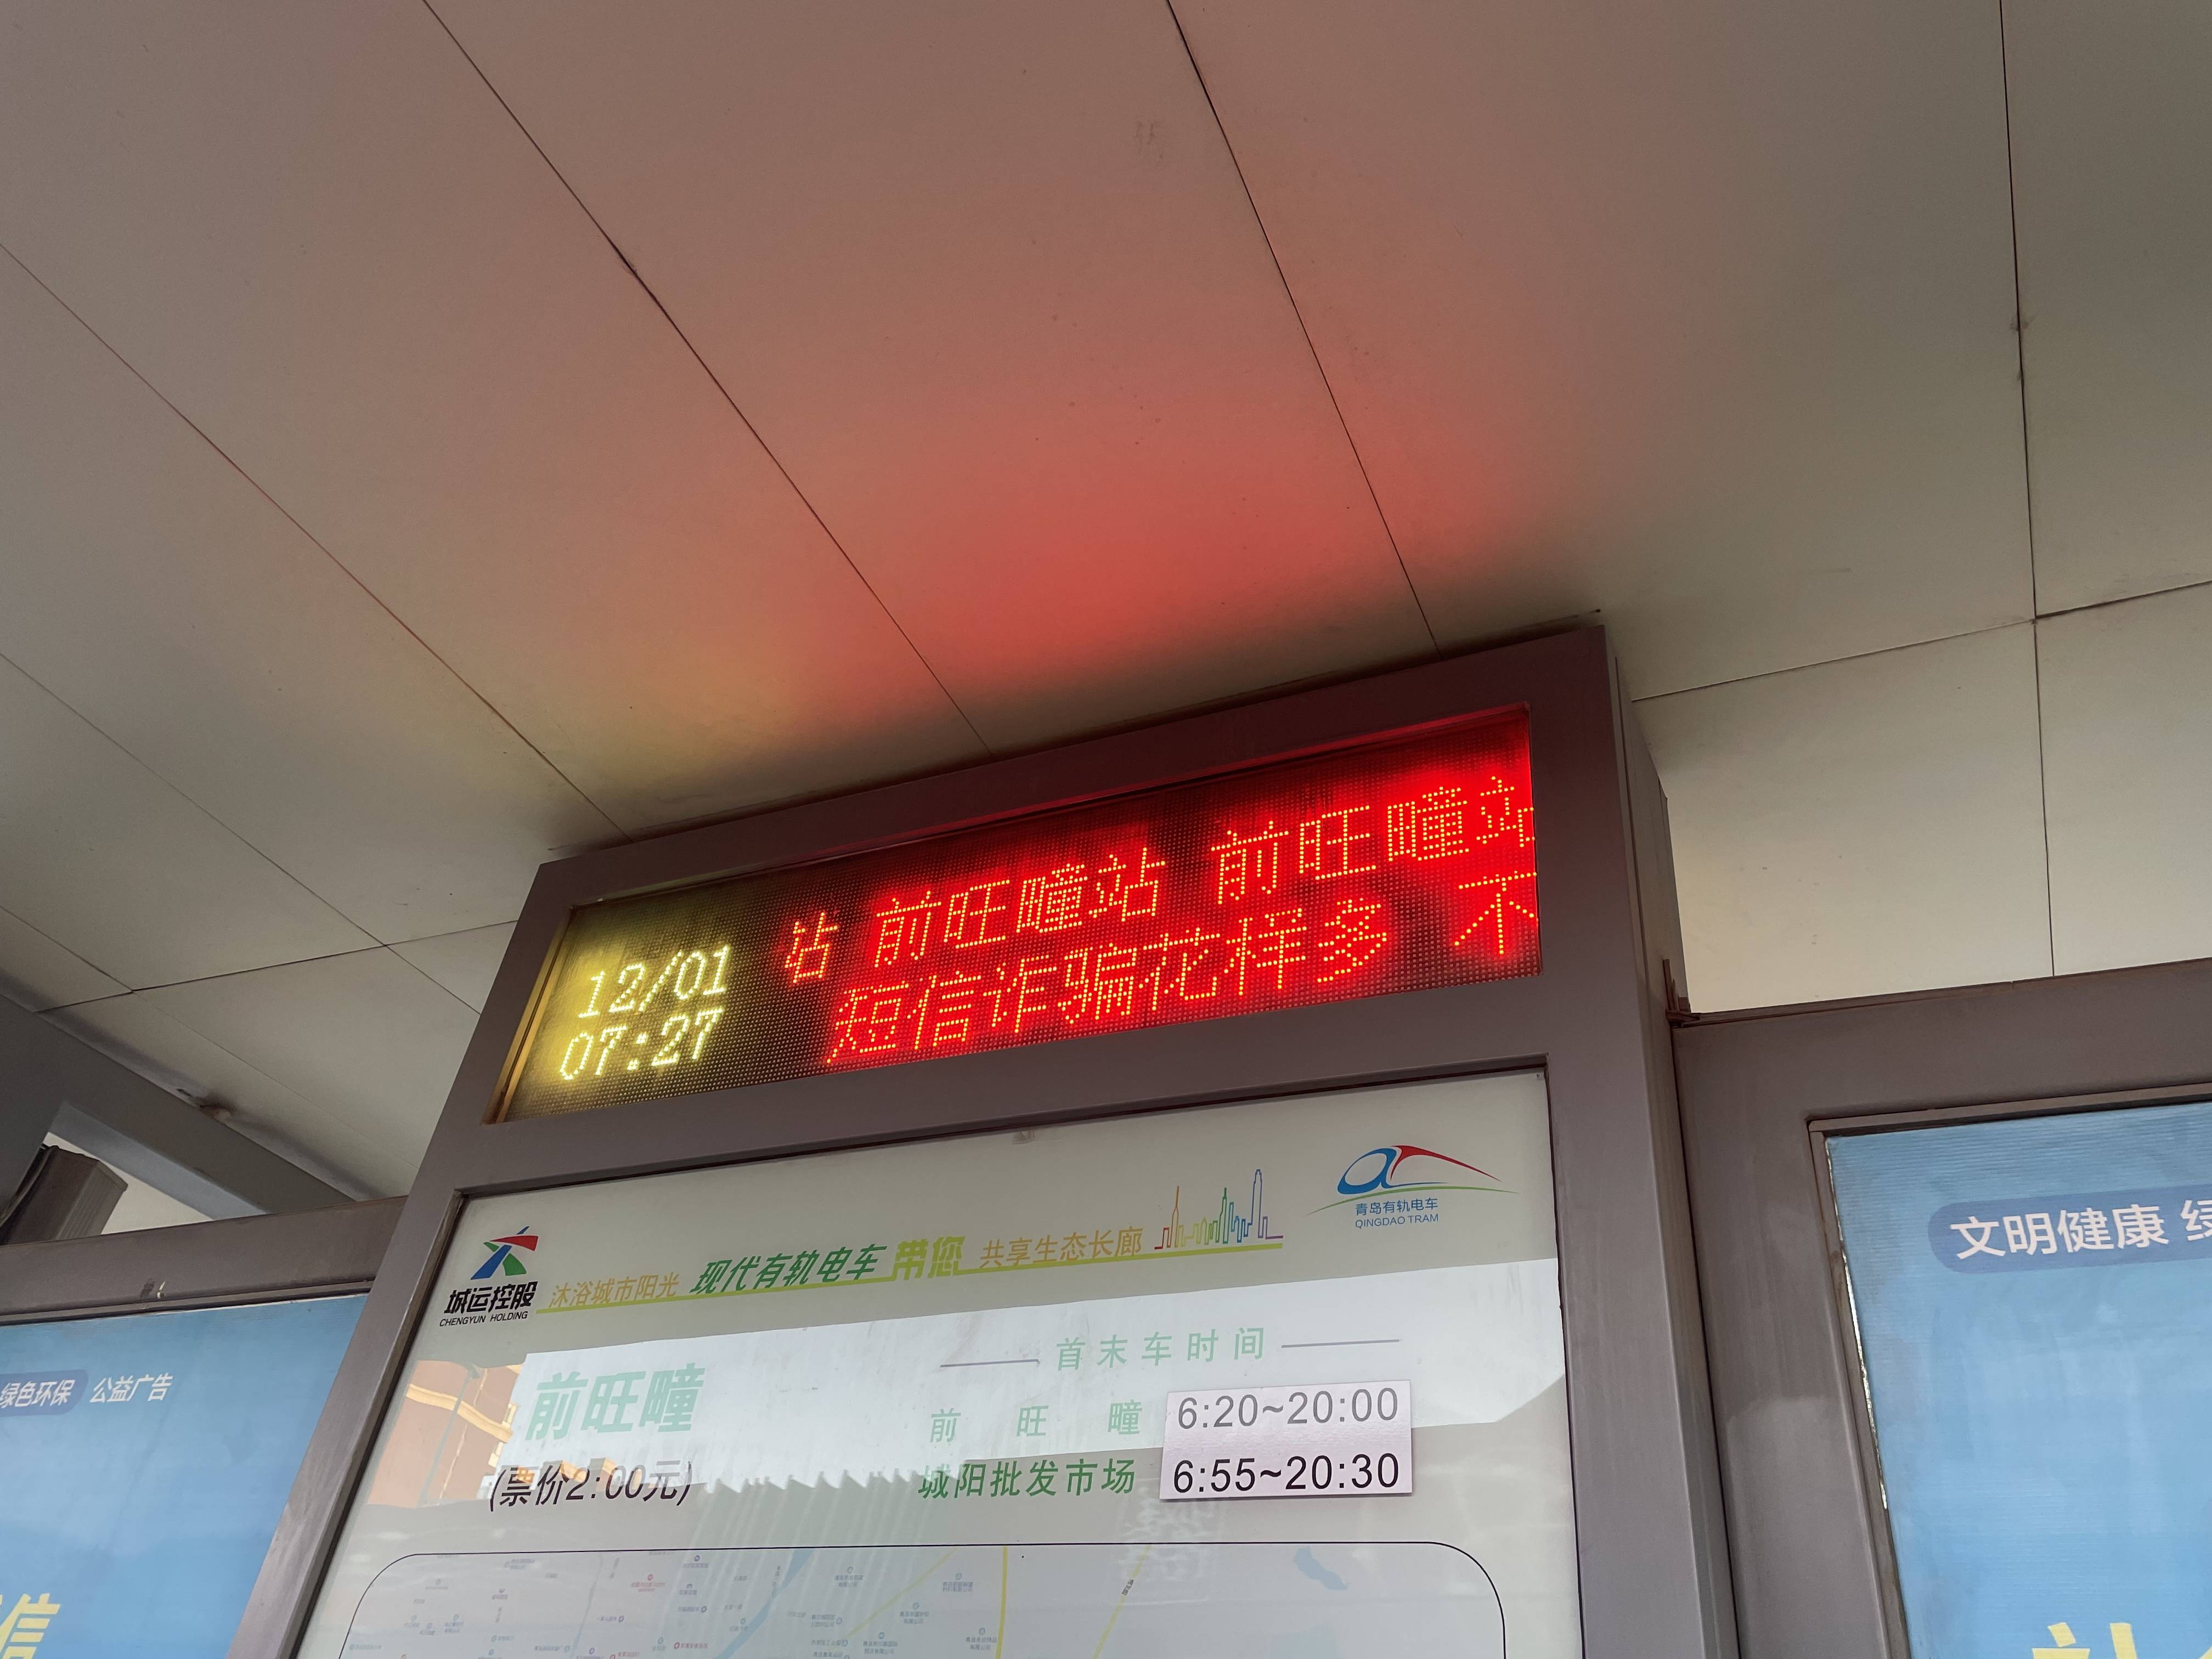 12/01
07:27
站 前旺疃站 前旺疃站
短信诈骗花样多 不
城运控股
CHENGYUN HOLDING
沐浴城市阳光 现代有轨电车 带您 共享生态长廊
青岛有轨电车
QINGDAO TRAM
前旺疃
(票价2:00元)
首末车时间
前旺疃 6:20~20:00
城阳批发市场 6:55~20:30
绿色环保 公益广告
信
文明健康 绿